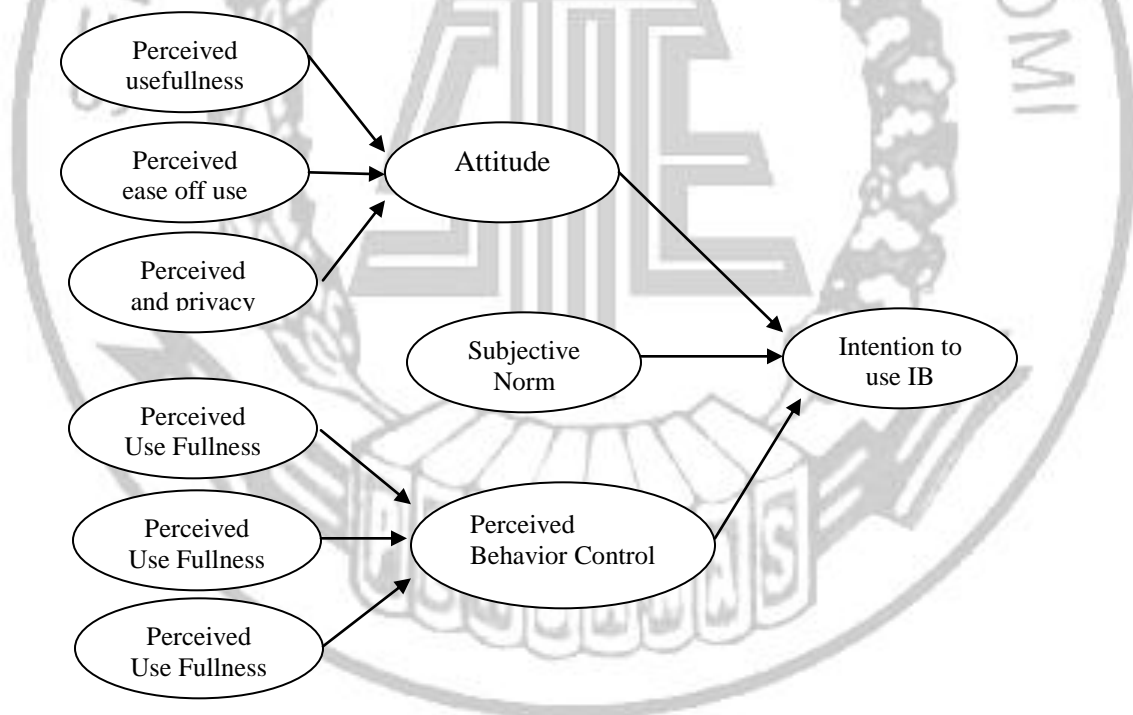 Perceived
usefullness
Perceived
ease off use
Perceived
and privacy
Attitude
Subjective
Norm
Intention to
use IB
Perceived
Use Fullness
Perceived
Use Fullness
Perceived
Use Fullness
Perceived
Behavior Control
OMI